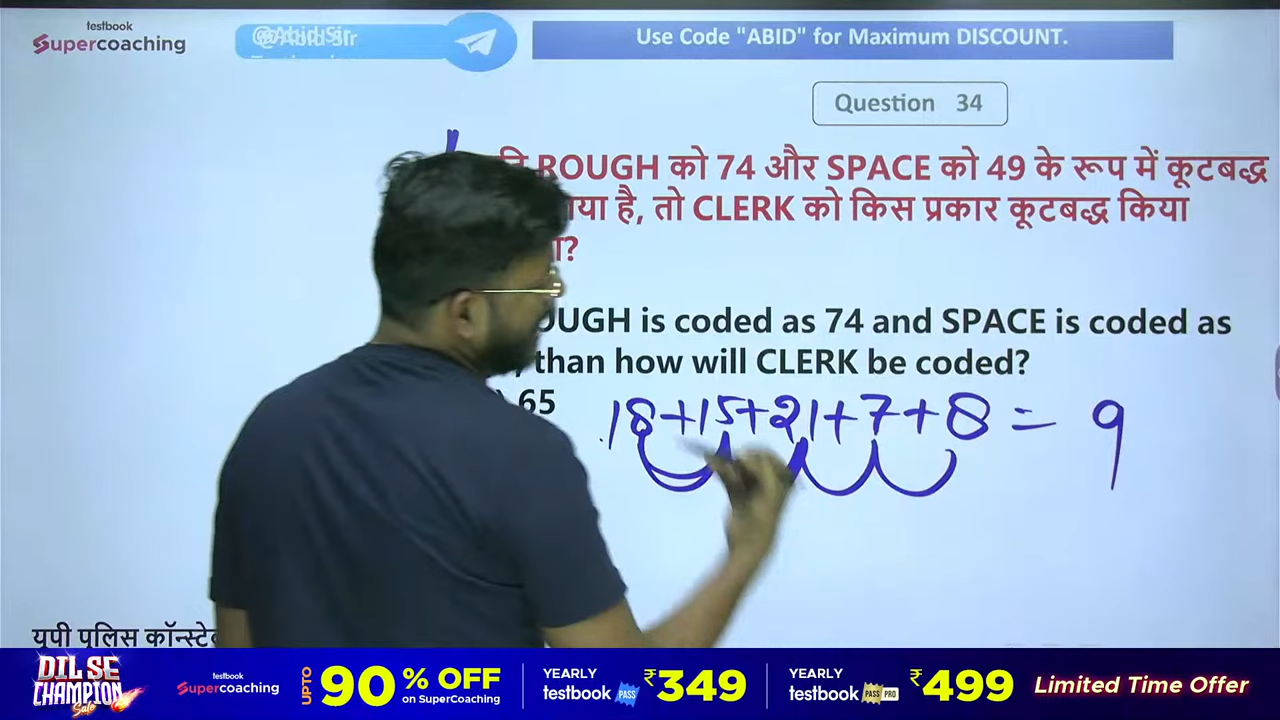 testbook
Supercoaching
@Abid Sir
Use Code "ABID" for Maximum DISCOUNT.
Question 34
ROUGH को 74 और SPACE को 49 के रूप में कूटबद्ध
गया है, तो CLERK को किस प्रकार कूटबद्ध किया
OUGH is coded as 74 and SPACE is coded as
, than how will CLERK be coded?
65
18+15+21+7+8= 9
यूपी पुलिस कॉन्स्टे
DIL SE CHAMPION Sale
testbook Supercoaching
UPTO 90% OFF on SuperCoaching
YEARLY testbook PASS ₹349
YEARLY testbook PASS PRO ₹499
Limited Time Offer